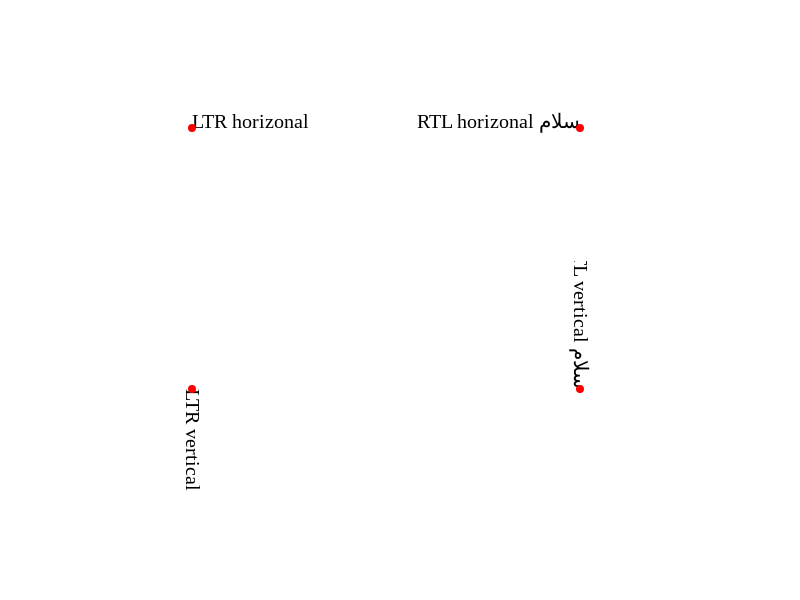 LTR horizonal
RTL horizonal سلام
TL vertical سلام
LTR vertical